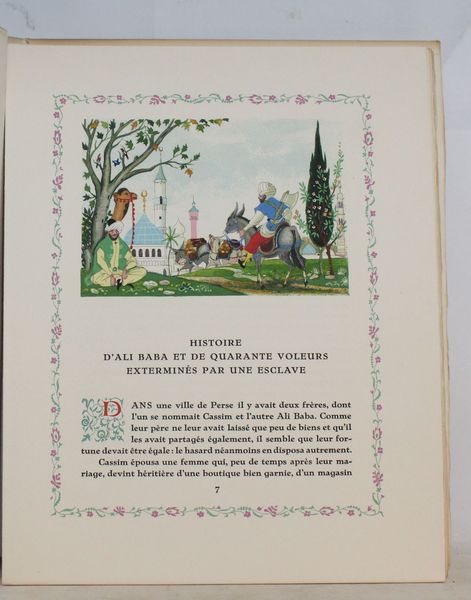 HISTOIRE
D'ALI BABA ET DE QUARANTE VOLEURS
EXTERMINÉS PAR UNE ESCLAVE
DANS une ville de Perse il y avait deux frères, dont
l'un se nommait Cassim et l'autre Ali Baba. Comme
leur père ne leur avait laissé que peu de biens et qu'il
les avait partagés également, il semble que leur for-
tune devait être égale : le hasard néanmoins en disposa autrement.
Cassim épousa une femme qui, peu de temps après leur ma-
riage, devint héritière d'une boutique bien garnie, d'un magasin
7